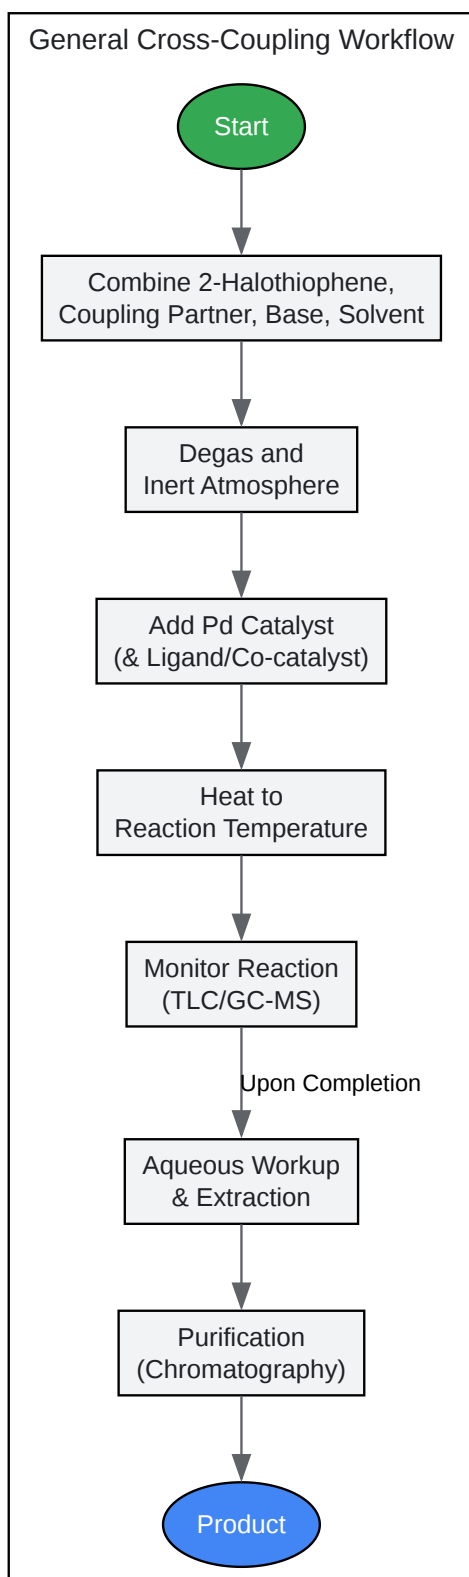 General Cross-Coupling Workflow
Start
Combine 2-Halothiophene,
Coupling Partner, Base, Solvent
Degas and
Inert Atmosphere
Add Pd Catalyst
(& Ligand/Co-catalyst)
Heat to
Reaction Temperature
Monitor Reaction
(TLC/GC-MS)
Upon Completion
Aqueous Workup
& Extraction
Purification
(Chromatography)
Product